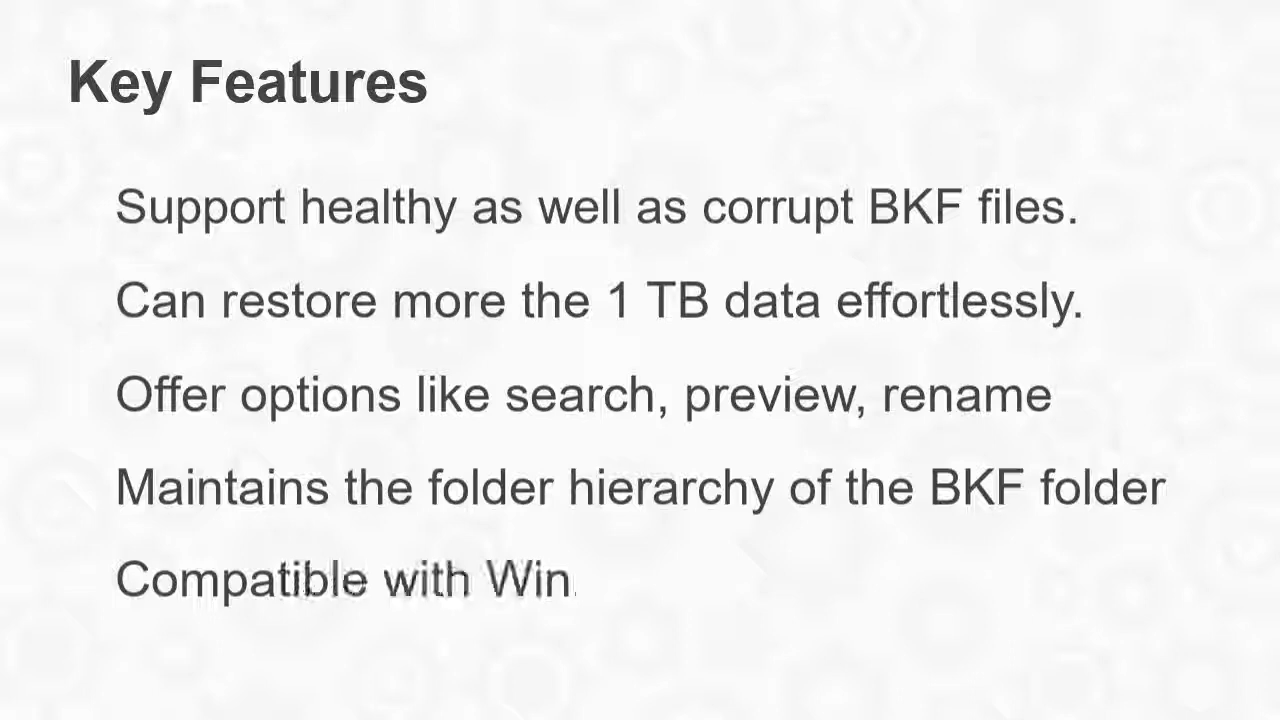 Key Features
Support healthy as well as corrupt BKF files.
Can restore more the 1 TB data effortlessly.
Offer options like search, preview, rename
Maintains the folder hierarchy of the BKF folder
Compatible with Win